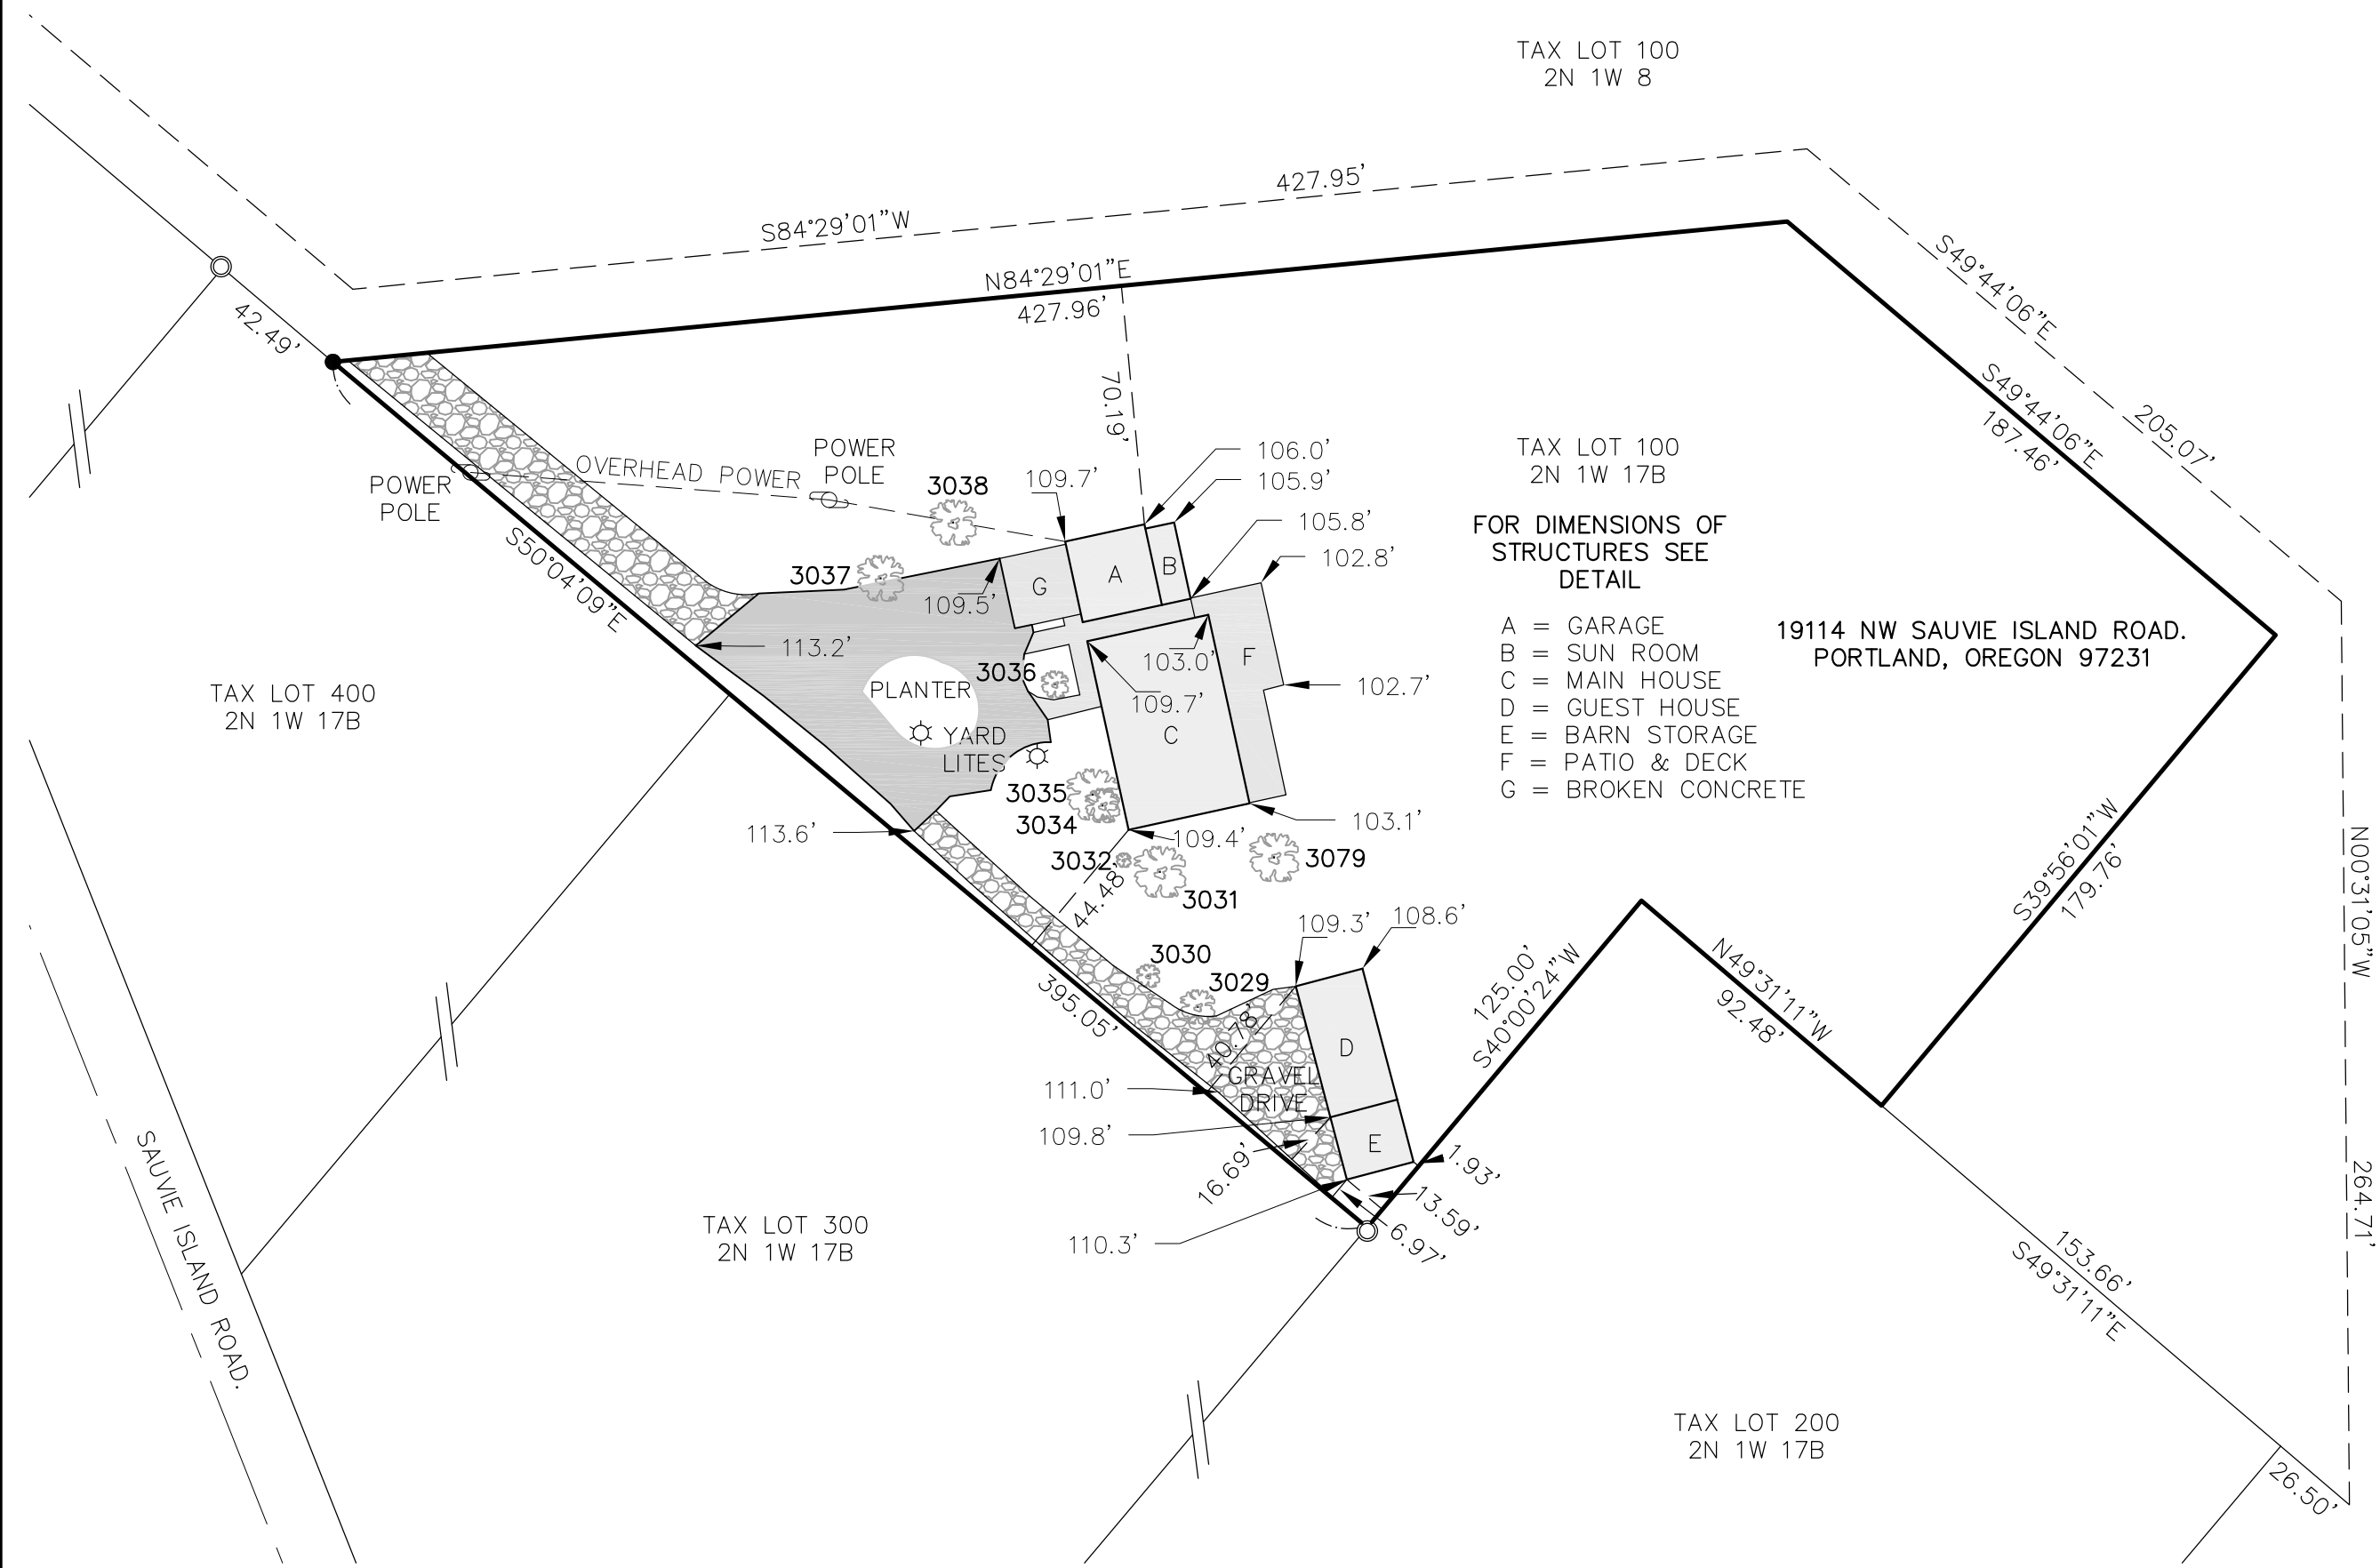 TAX LOT 100
2N 1W 8
427.95’
S84°29’01”W
N84°29’01”E
427.96’
S49°44’06”E
205.07’
S49°44’06”E
187.46’
42.49’
70.19’
POWER
POLE
OVERHEAD POWER
POWER
POLE
3038
109.7’
106.0’
105.9’
105.8’
102.8’
TAX LOT 100
2N 1W 17B
FOR DIMENSIONS OF
STRUCTURES SEE
DETAIL
A = GARAGE
B = SUN ROOM
C = MAIN HOUSE
D = GUEST HOUSE
E = BARN STORAGE
F = PATIO & DECK
G = BROKEN CONCRETE
19114 NW SAUVIE ISLAND ROAD.
PORTLAND, OREGON 97231
S50°04’09”E
3037
109.5’
G
A
B
F
C
113.2’
103.0’
3036
102.7’
109.7’
PLANTER
YARD
LITES
TAX LOT 400
2N 1W 17B
3035
3034
113.6’
109.4’
103.1’
3032
3031
3079
44.48’
3030
3029
109.3’
108.6’
395.05’
40.78’
D
GRAVEL
DRIVE
111.0’
109.8’
E
16.69’
1.93’
13.59’
6.97’
110.3’
125.00’
S40°00’24”W
N49°31’11”W
92.48’
S39°56’01”W
179.76’
N00°31’05”W
264.71’
153.66’
S49°31’11”E
26.50’
SAUVIE ISLAND ROAD.
TAX LOT 300
2N 1W 17B
TAX LOT 200
2N 1W 17B